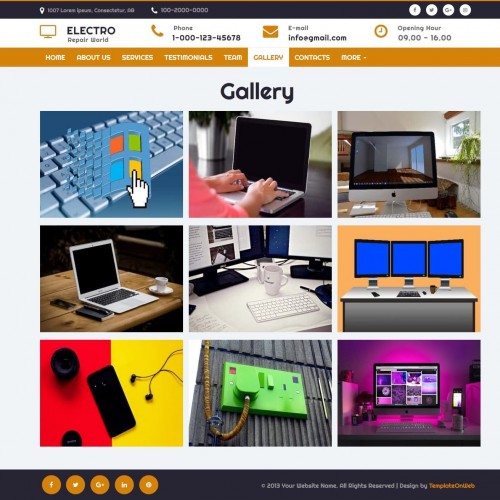 1007 Lorem Ipsum, Consectetur, GB
100-2000-0000
ELECTRO
Repair World
Phone
1-000-123-45678
E-mail
info@gmail.com
Opening Hour
09.00 - 16.00
HOME
ABOUT US
SERVICES
TESTIMONIALS
TEAM
GALLERY
CONTACTS
MORE
Gallery
© 2013 Your Website Name. All Rights Reserved | Design by TemplateOnWeb